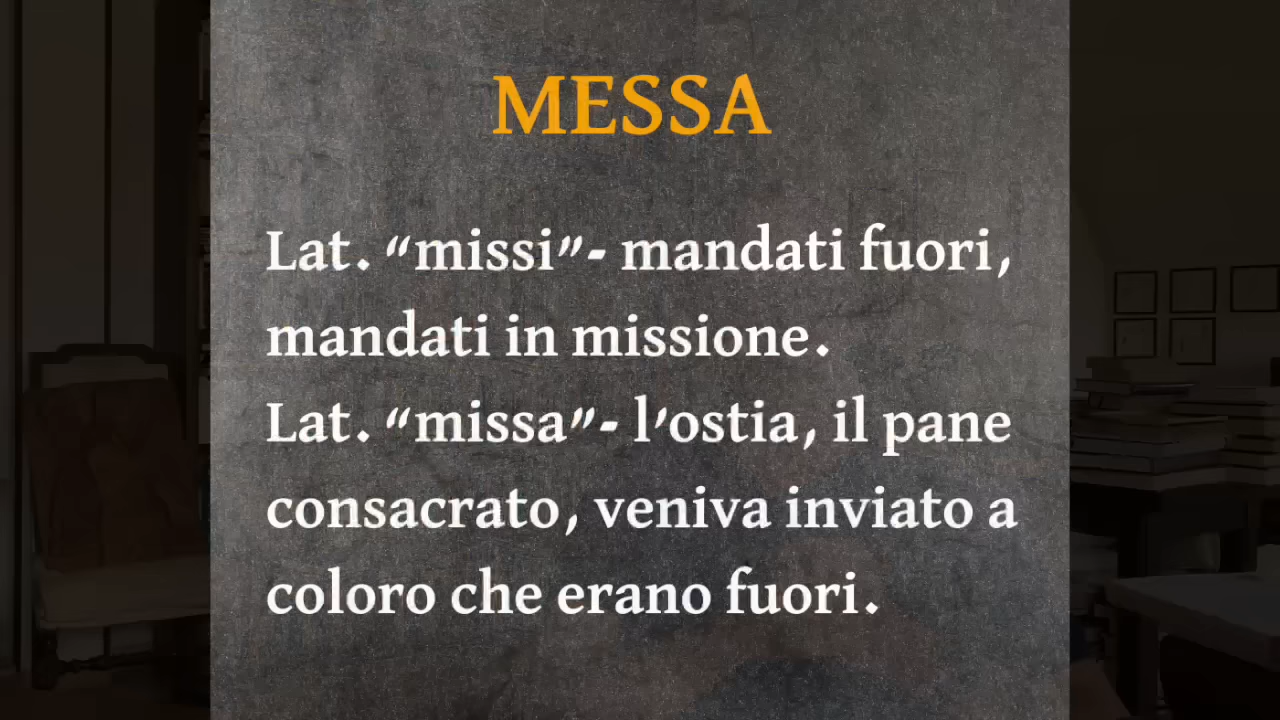 MESSA
Lat. “missi”- mandati fuori,
mandati in missione.
Lat. “missa”- l’ostia, il pane
consacrato, veniva inviato a
coloro che erano fuori.